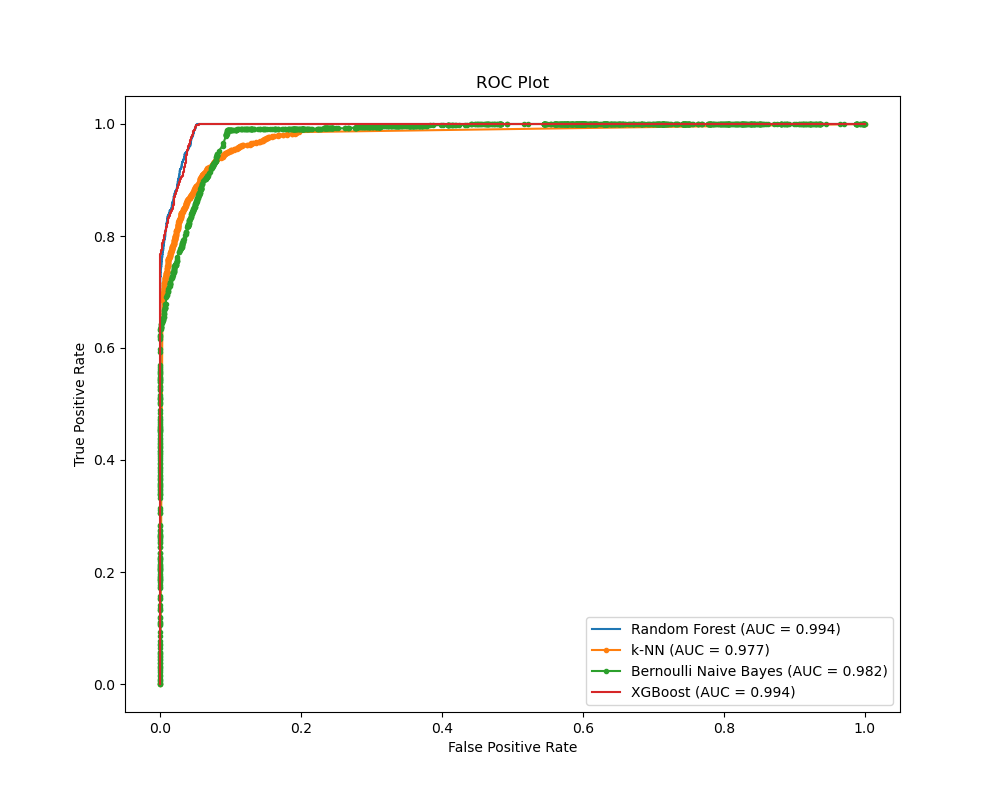 ROC Plot
1.0
0.8
0.6
0.4
0.2
0.0
True Positive Rate
Random Forest (AUC = 0.994)
k-NN (AUC = 0.977)
Bernoulli Naive Bayes (AUC = 0.982)
XGBoost (AUC = 0.994)
0.0 0.2 0.4 0.6 0.8 1.0
False Positive Rate